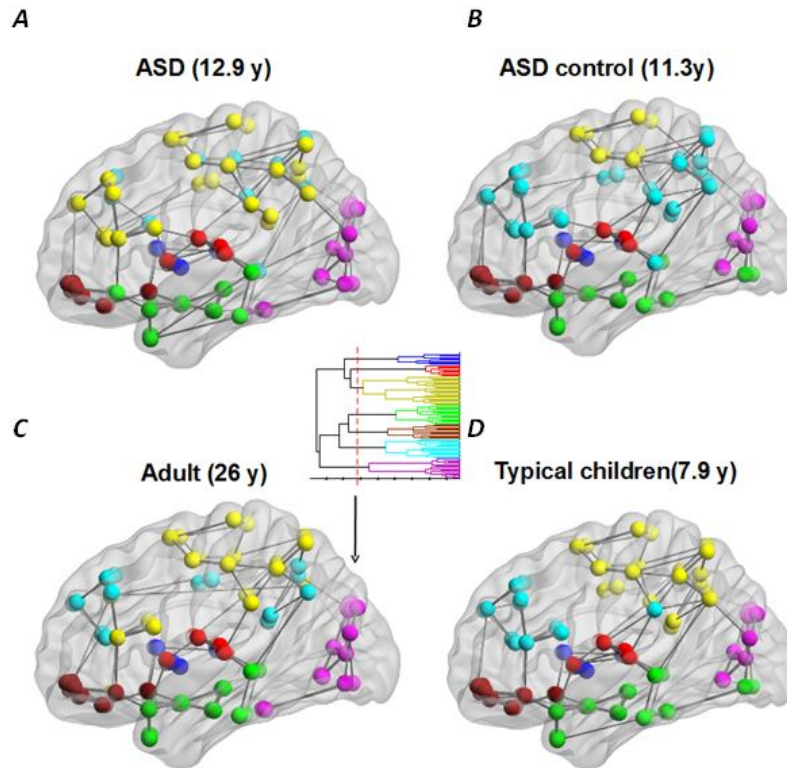 A
B
ASD (12.9 y)
ASD control (11.3y)
C
D
Adult (26 y)
Typical children(7.9 y)